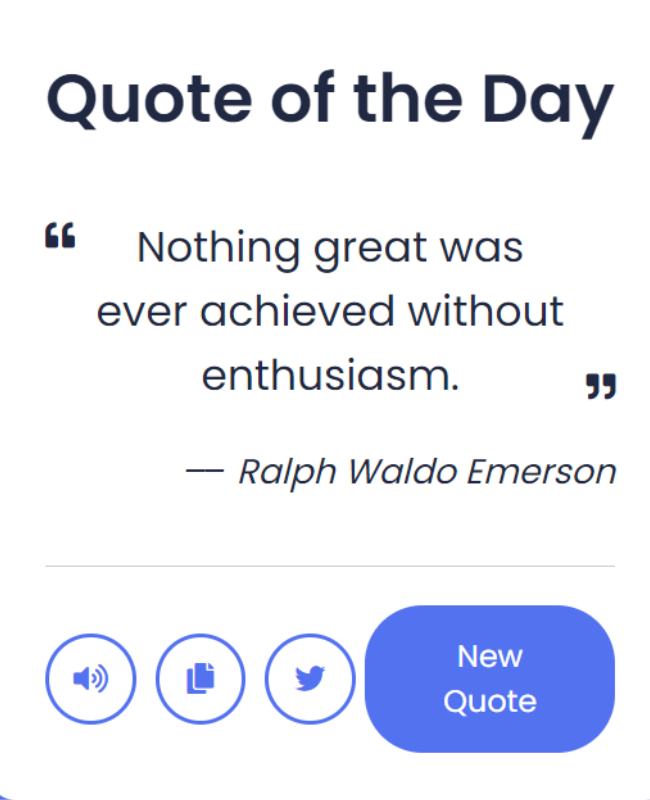 Quote of the Day
“ Nothing great was
ever achieved without
enthusiasm. ”
— Ralph Waldo Emerson
New
Quote